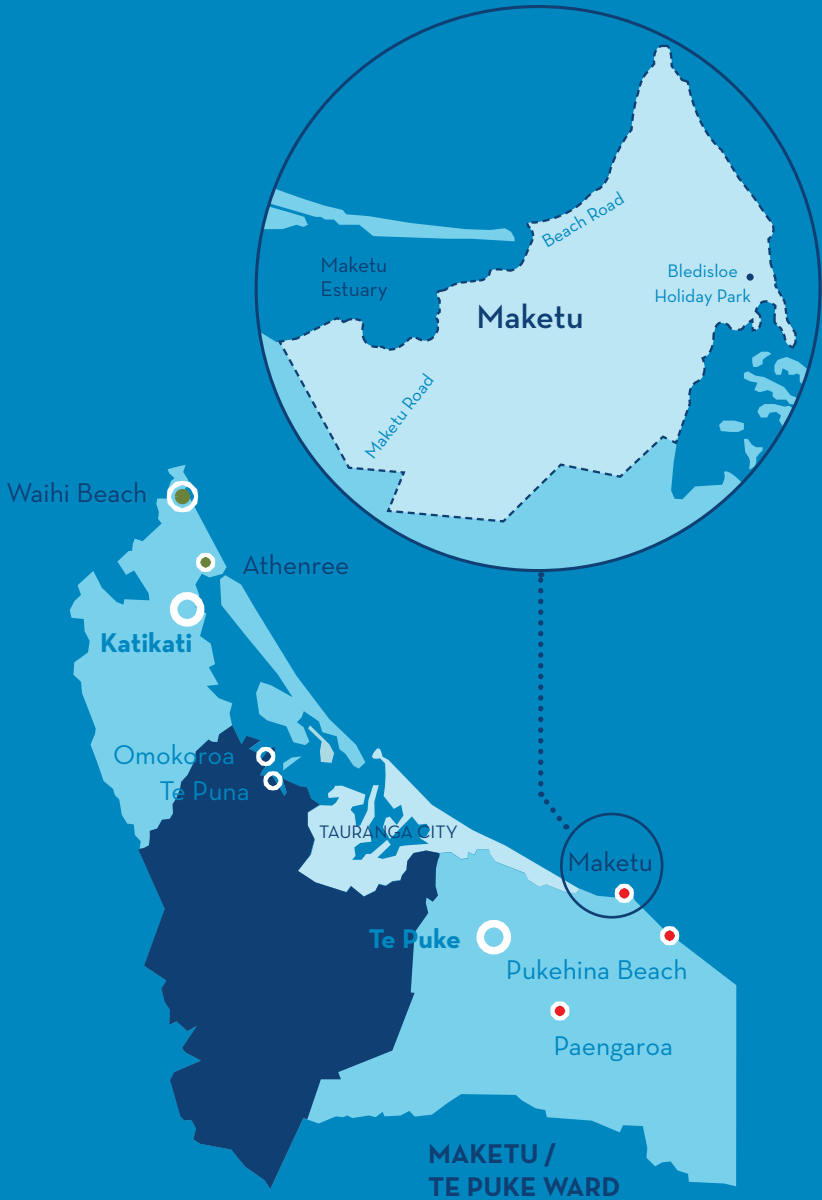 Beach Road
Maketu
Estuary
Bledisloe
Holiday Park
Maketu
Maketu Road
Waihi Beach
Athenree
Katikati
Omokoroa
Te Puna
TAURANGA CITY
Maketu
Te Puke
Pukehina Beach
Paengaroa
MAKETU /
TE PUKE WARD